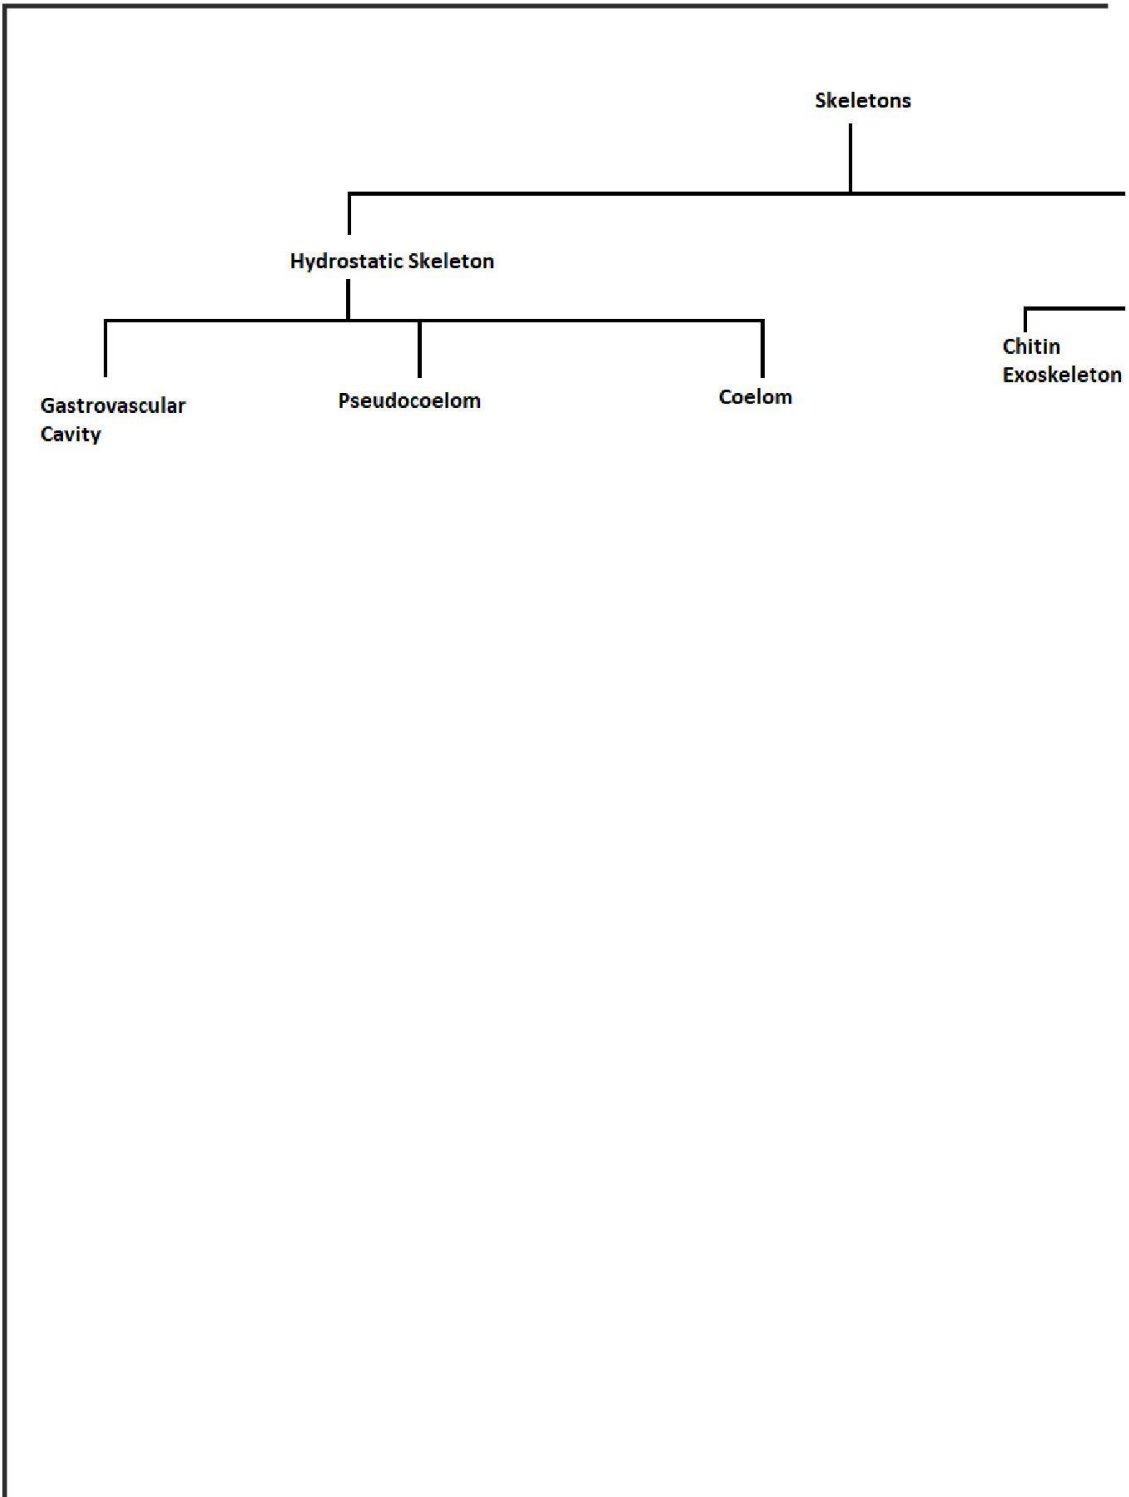 Skeletons
Hydrostatic Skeleton
Chitin
Exoskeleton
Gastrovascular
Cavity
Pseudocoelom
Coelom